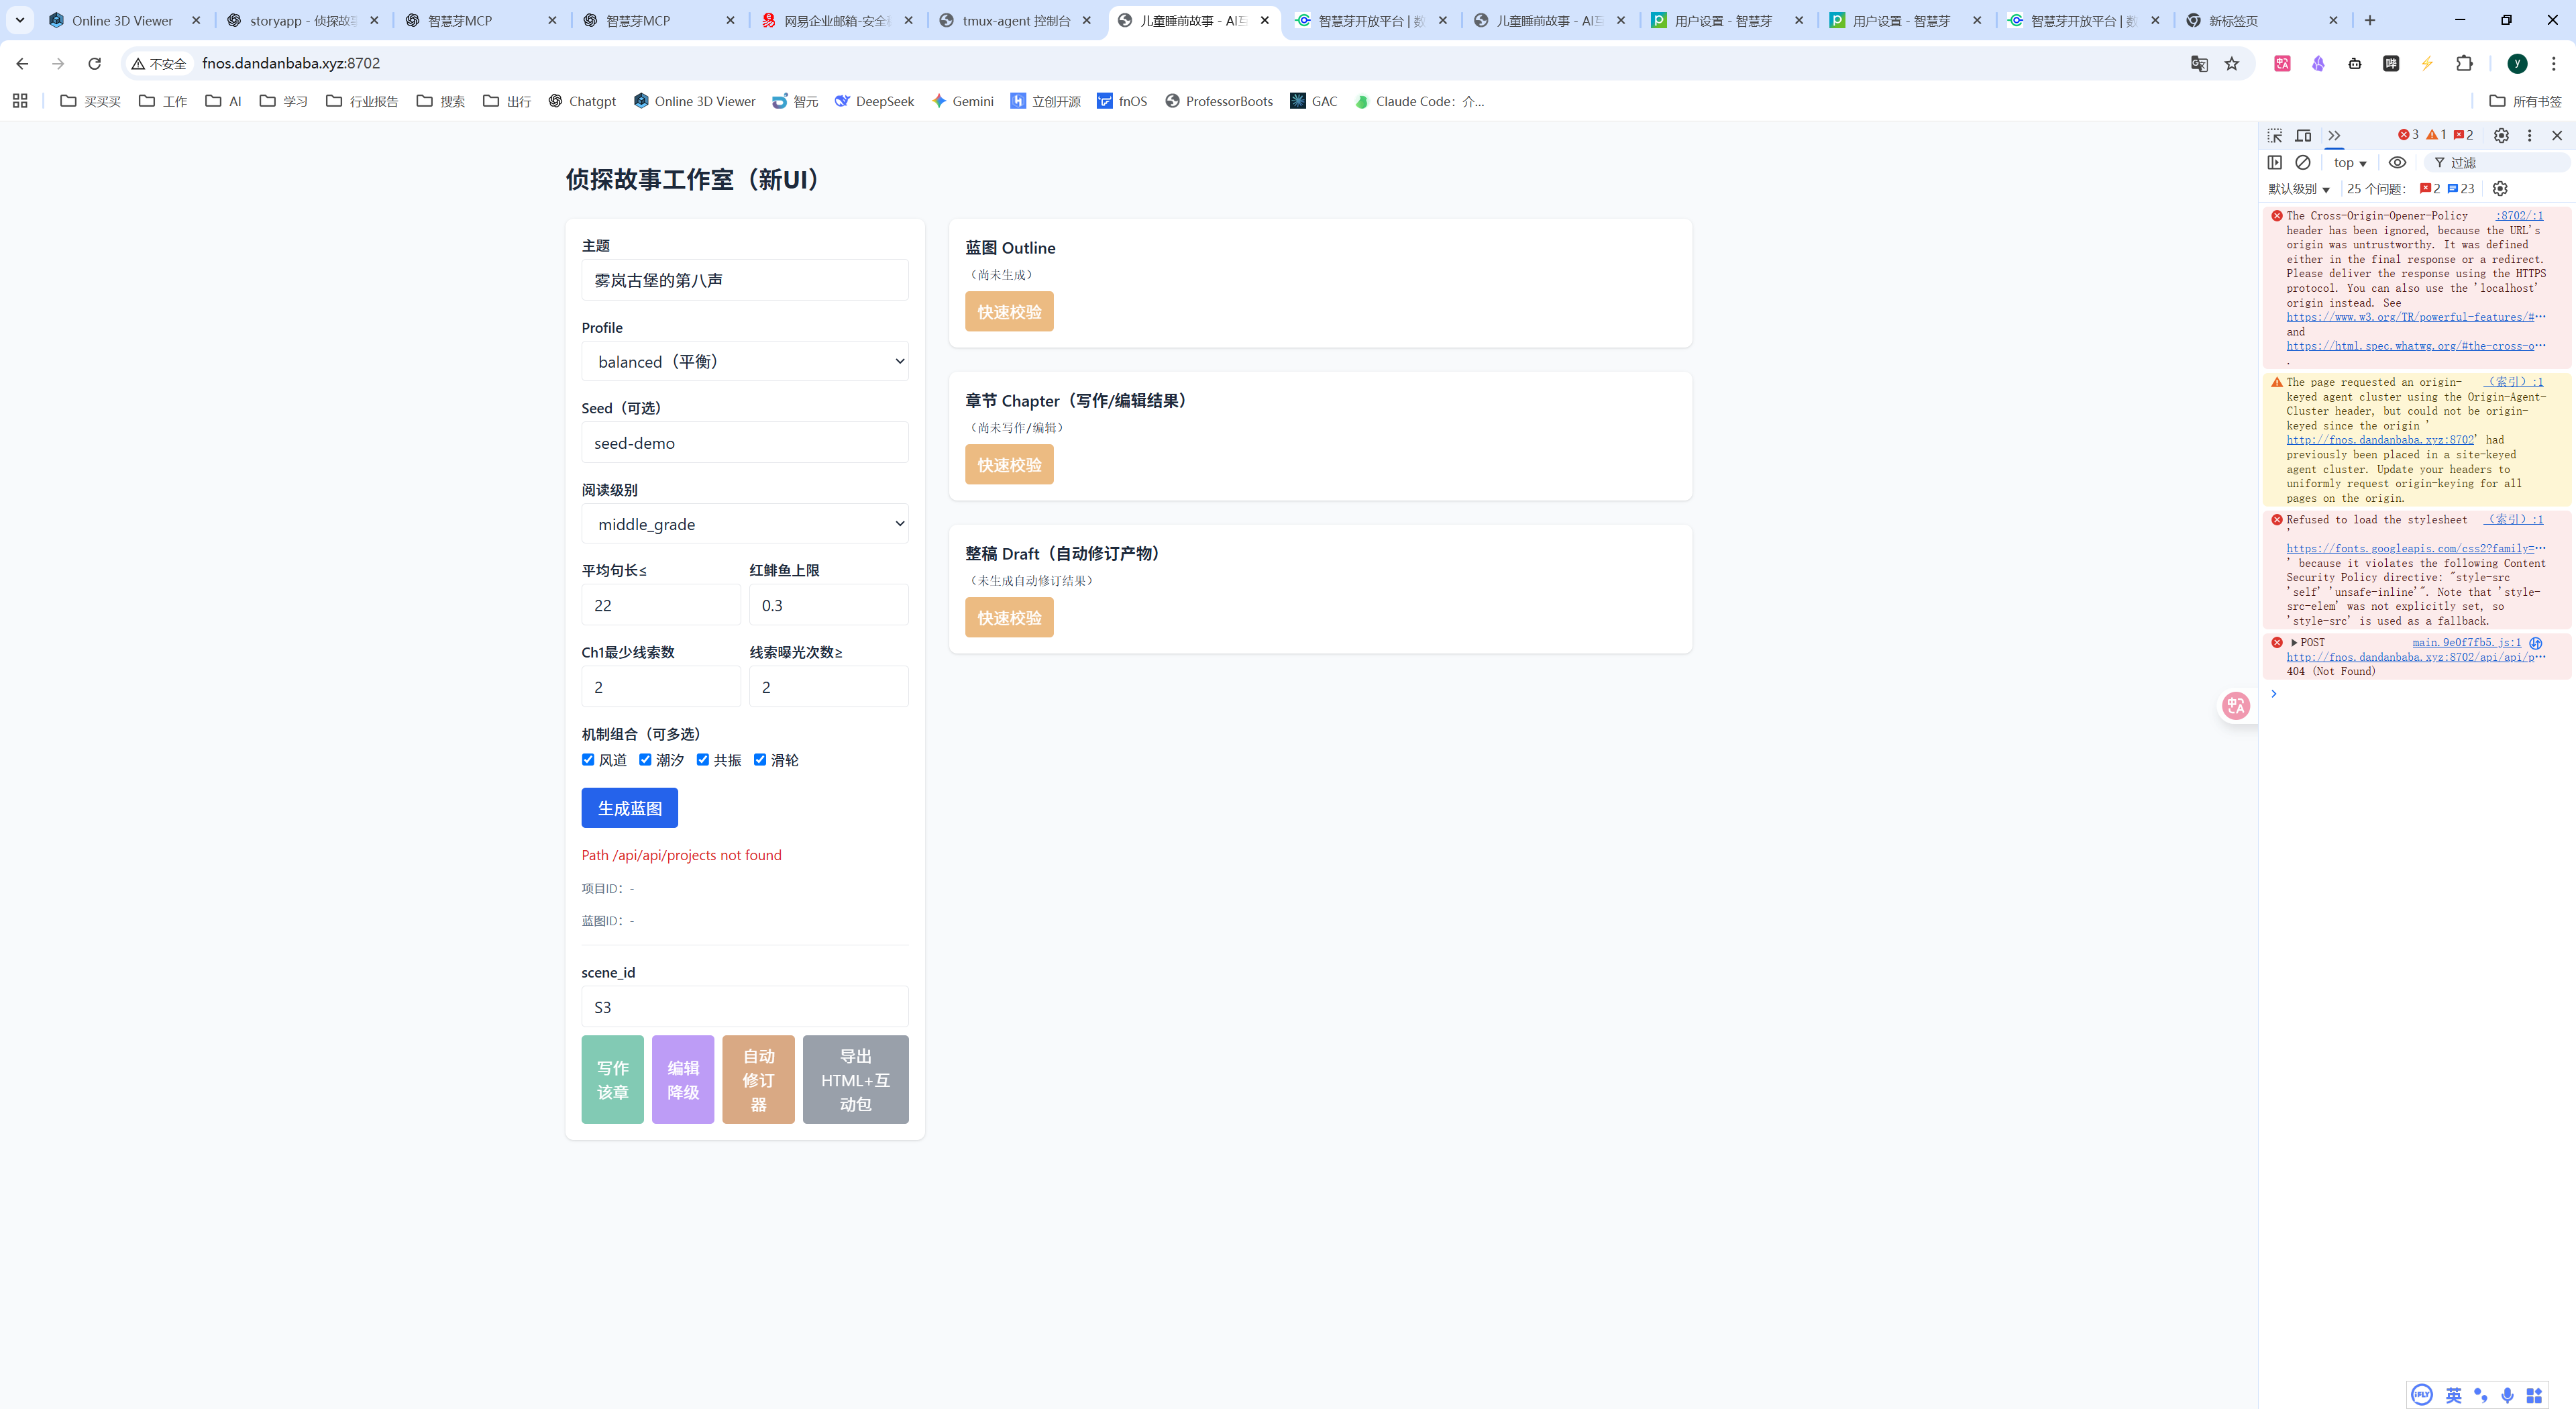 Online 3D Viewer
storyapp - 侦探故事
智慧芽MCP
智慧芽MCP
网易企业邮箱-安全
tmux-agent 控制台
儿童睡前故事 - AI互
智慧芽开放平台 | 数
儿童睡前故事 - AI互
用户设置 - 智慧芽
用户设置 - 智慧芽
智慧芽开放平台 | 数
新标签页
不安全
fnos.dandanbaba.xyz:8702
y
买买买
工作
AI
学习
行业报告
搜索
出行
Chatgpt
Online 3D Viewer
智元
DeepSeek
Gemini
立创开源
fnOS
ProfessorBoots
GAC
Claude Code：介...
所有书签
侦探故事工作室（新UI）
主题
雾岚古堡的第八声
Profile
balanced（平衡）
Seed（可选）
seed-demo
阅读级别
middle_grade
平均句长≤
红鲱鱼上限
22
0.3
Ch1最少线索数
线索曝光次数≥
2
2
机制组合（可多选）
风道 潮汐 共振 滑轮
生成蓝图
Path /api/api/projects not found
项目ID： -
蓝图ID： -
scene_id
S3
写作
该章
编辑
降级
自动
修订
器
导出
HTML+互
动包
蓝图 Outline
（尚未生成）
快速校验
章节 Chapter（写作/编辑结果）
（尚未写作/编辑）
快速校验
整稿 Draft（自动修订产物）
（未生成自动修订结果）
快速校验
3 1 2
top
过滤
默认级别
25 个问题：
2 23
The Cross-Origin-Opener-Policy :8702/:1
header has been ignored, because the URL's
origin was untrustworthy. It was defined
either in the final response or a redirect.
Please deliver the response using the HTTPS
protocol. You can also use the 'localhost'
origin instead. See
https://www.w3.org/TR/powerful-features/#…
and
https://html.spec.whatwg.org/#the-cross-o…
.
The page requested an origin- （索引）:1
keyed agent cluster using the Origin-Agent-
Cluster header, but could not be origin-
keyed since the origin '
http://fnos.dandanbaba.xyz:8702' had
previously been placed in a site-keyed
agent cluster. Update your headers to
uniformly request origin-keying for all
pages on the origin.
Refused to load the stylesheet （索引）:1
'
https://fonts.googleapis.com/css2?family=…
' because it violates the following Content
Security Policy directive: "style-src
'self' 'unsafe-inline'". Note that 'style-
src-elem' was not explicitly set, so
'style-src' is used as a fallback.
POST main.9e0f7fb5.js:1
http://fnos.dandanbaba.xyz:8702/api/api/p…
404 (Not Found)
iFLY
英